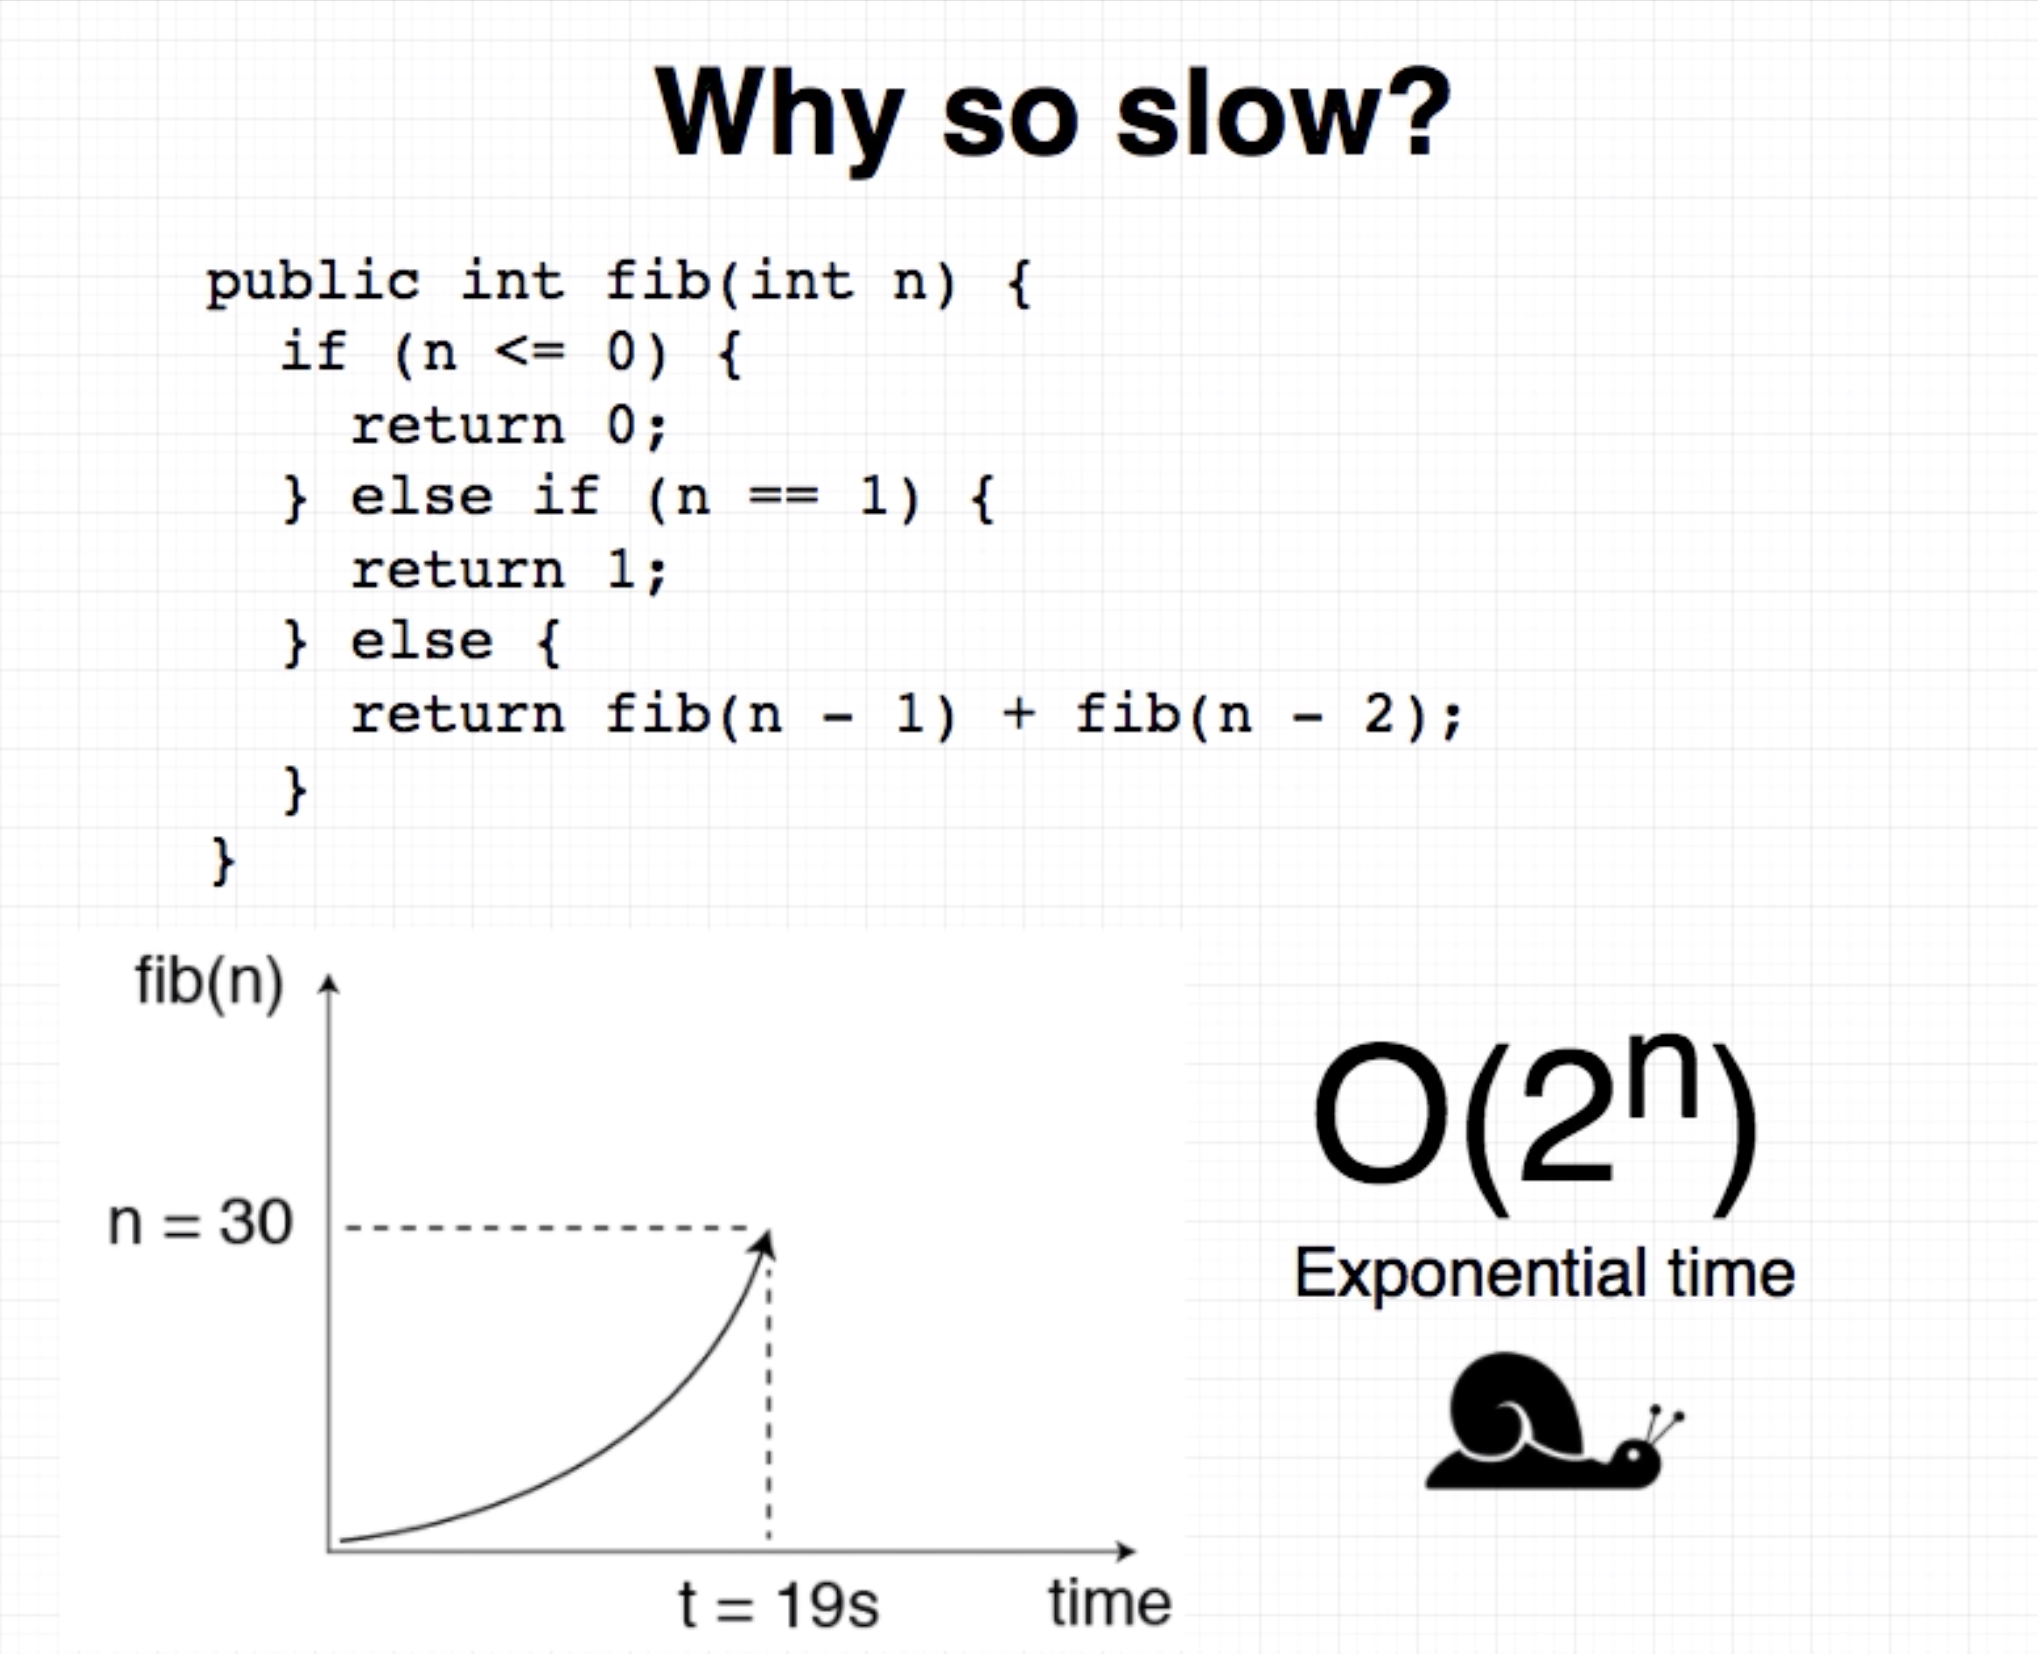 Why so slow?
public int fib(int n) {
if (n <= 0) {
return 0;
} else if (n == 1) {
return 1;
} else {
return fib(n - 1) + fib(n - 2);
}
}
fib(n)
n = 30
t = 19s
time
O(2ⁿ)
Exponential time